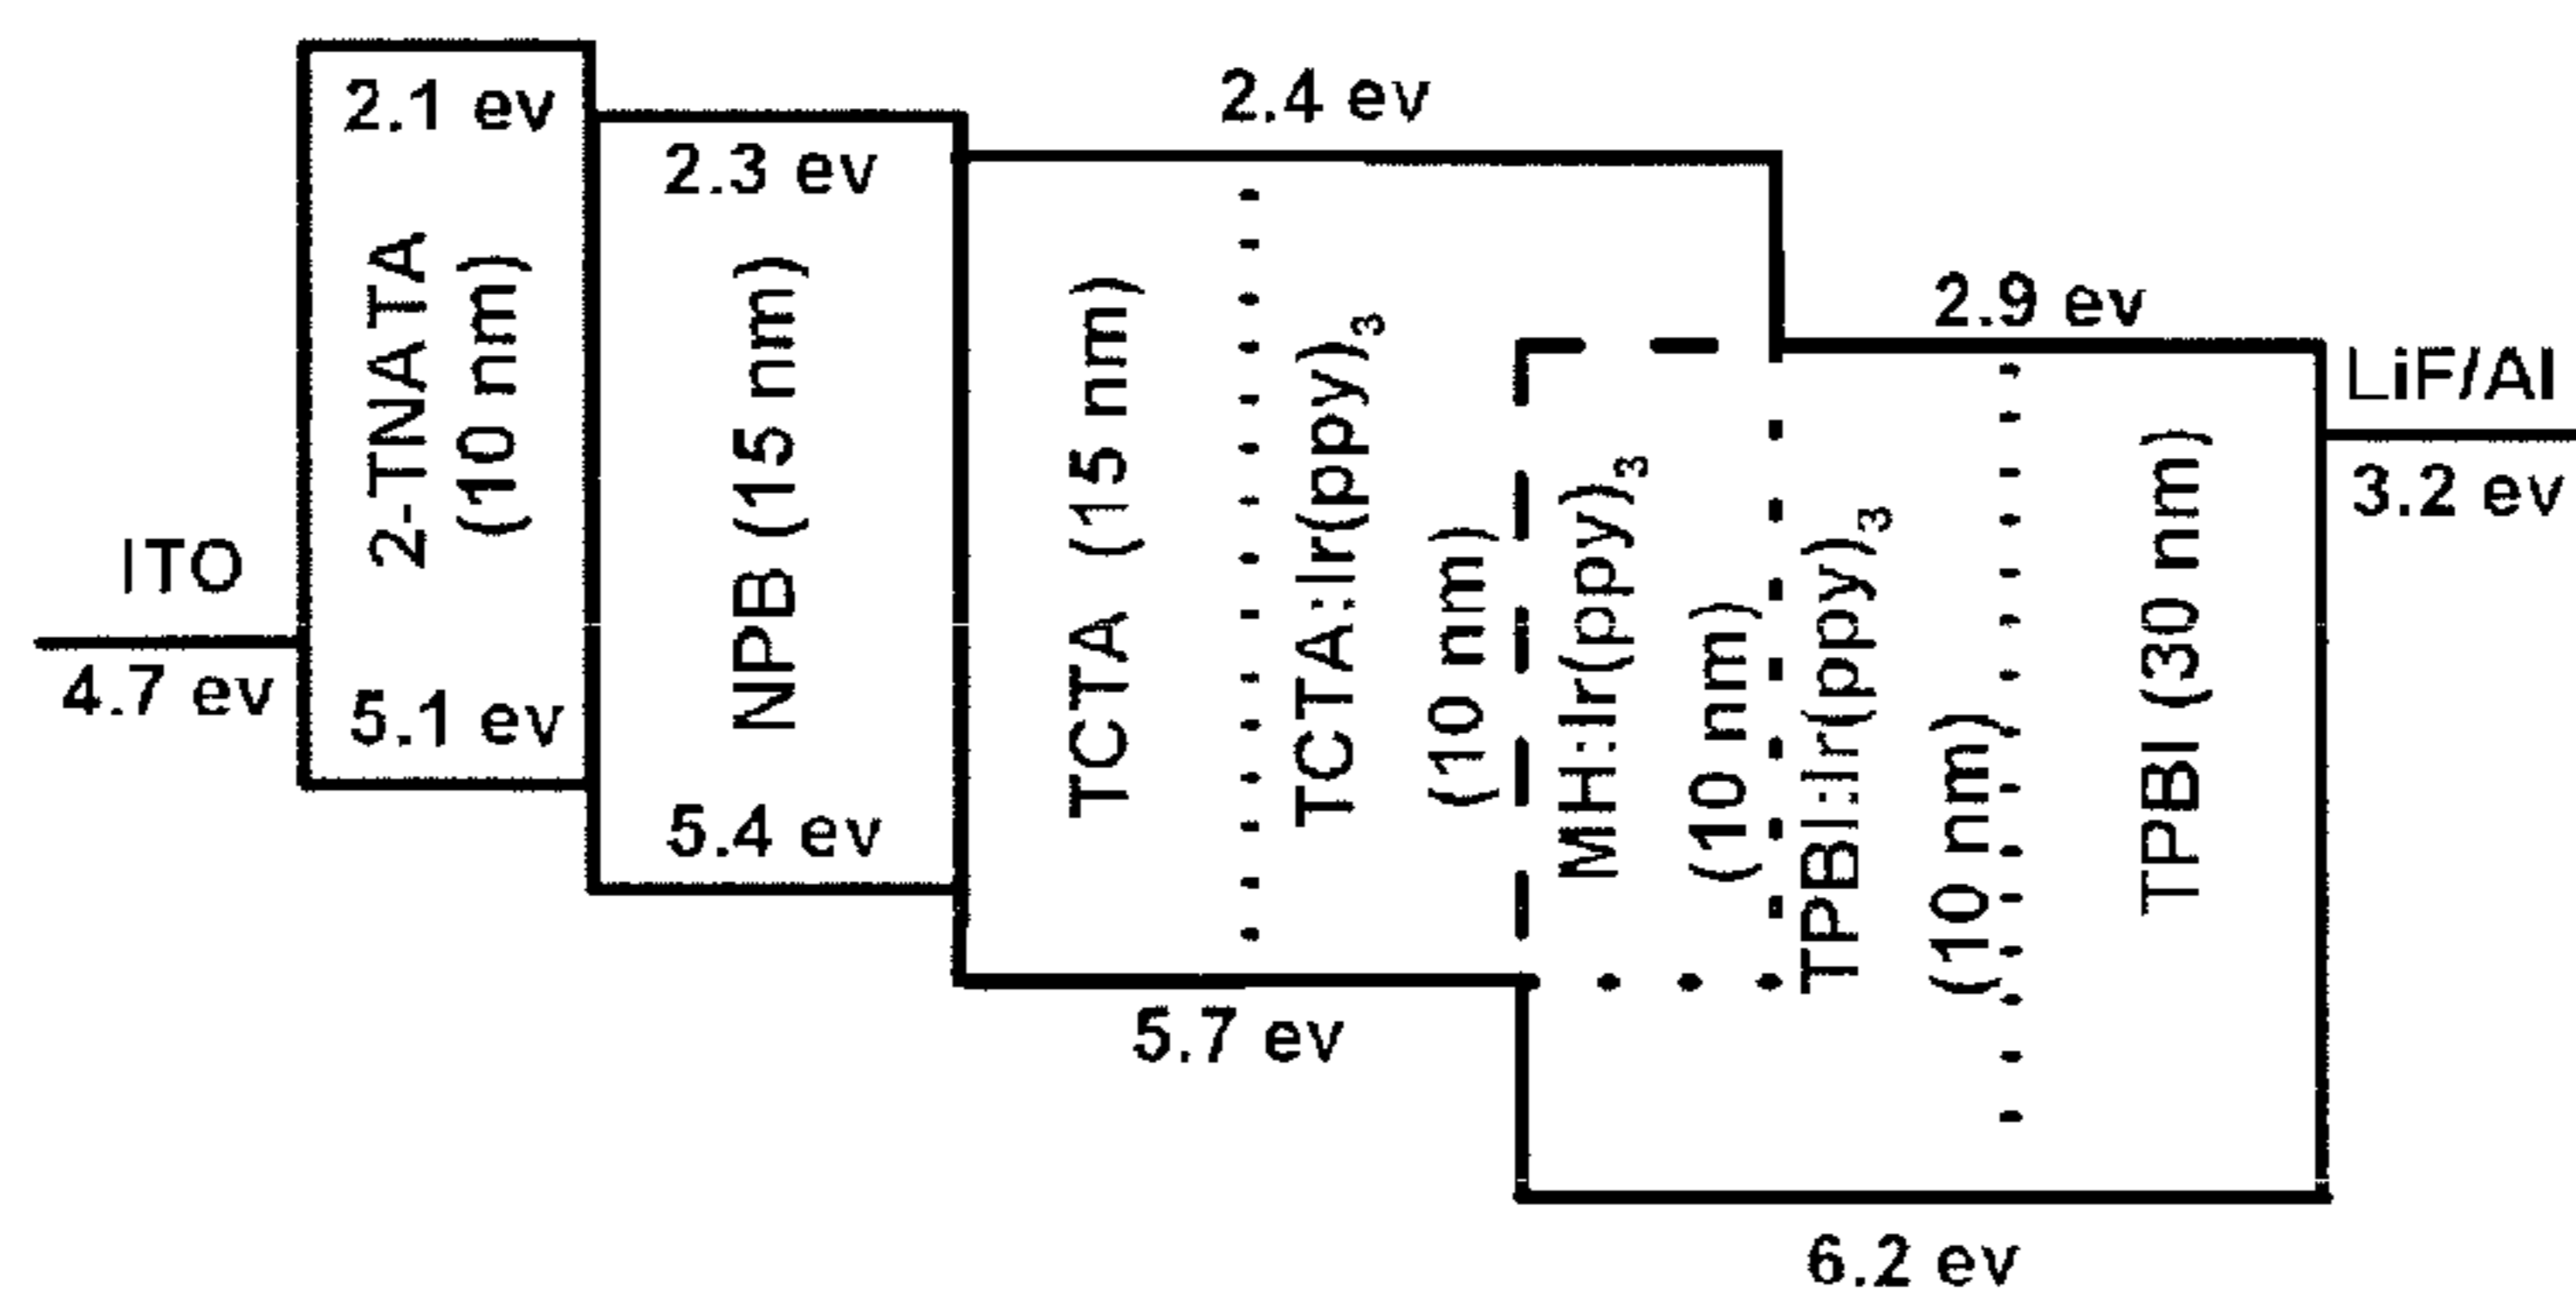 ITO
4.7 ev
2.1 ev
2-TNATA
(10 nm)
5.1 ev
2.3 ev
NPB (15 nm)
5.4 ev
2.4 ev
TCTA (15 nm)
TCTA:Ir(ppy)₃
(10 nm)
5.7 ev
MH:Ir(ppy)₃
(10 nm)
2.9 ev
TPBI:Ir(ppy)₃
(10 nm)
TPBI (30 nm)
6.2 ev
LiF/Al
3.2 ev